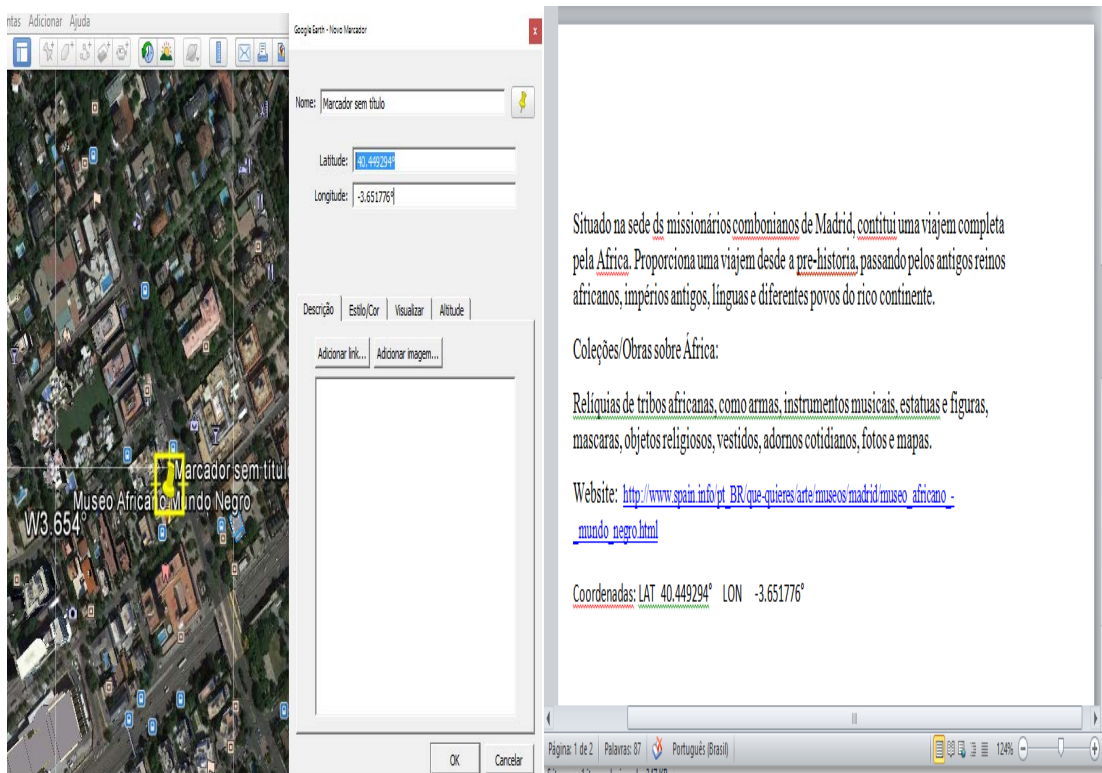 ntas Adicionar Ajuda
Marcador sem títul
Museo Africano Mundo Negro
W3.654°
Google Earth - Novo Marcador
x
Nome: Marcador sem título
Latitude: 40.449294°
Longitude: -3.651776°
Descrição Estilo/Cor Visualizar Altitude
Adicionar link... Adicionar imagem...
OK Cancelar
Situado na sede ds missionários combonianos de Madrid, contitui uma viajem completa
pela Africa. Proporciona uma viajem desde a pre-historia, passando pelos antigos reinos
africanos, impérios antigos, línguas e diferentes povos do rico continente.
Coleções/Obras sobre África:
Relíquias de tribos africanas, como armas, instrumentos musicais, estatuas e figuras,
mascaras, objetos religiosos, vestidos, adornos cotidianos, fotos e mapas.
Website: http://www.spain.info/pt_BR/que-quieres/arte/museos/madrid/museo_africano_-
_mundo_negro.html
Coordenadas: LAT 40.449294° LON -3.651776°
Página: 1 de 2 Palavras: 87 Português (Brasil) 124%